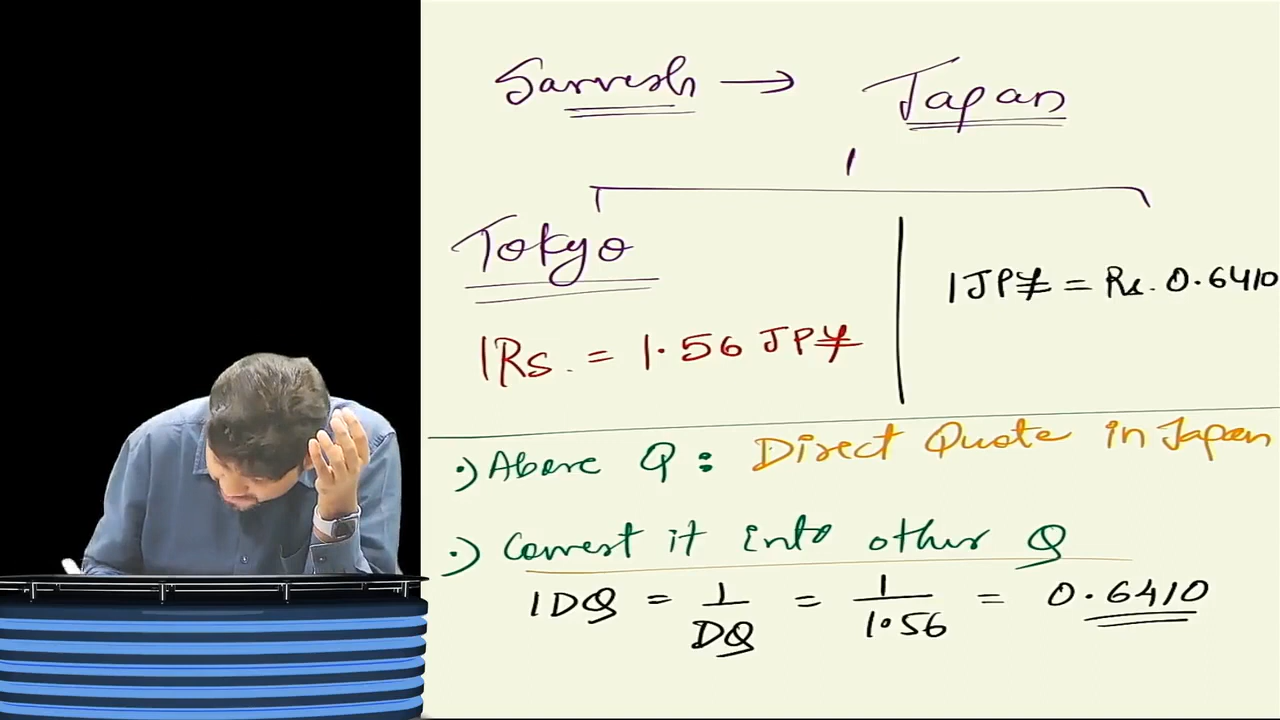 Sarvesh → Japan
Tokyo
1Rs. = 1.56 JP¥
1JP¥ = Rs. 0.6410
·) Above Q : Direct Quote in Japan
·) Convert it into other Q
IDQ = 1/DQ = 1/1.56 = 0.6410